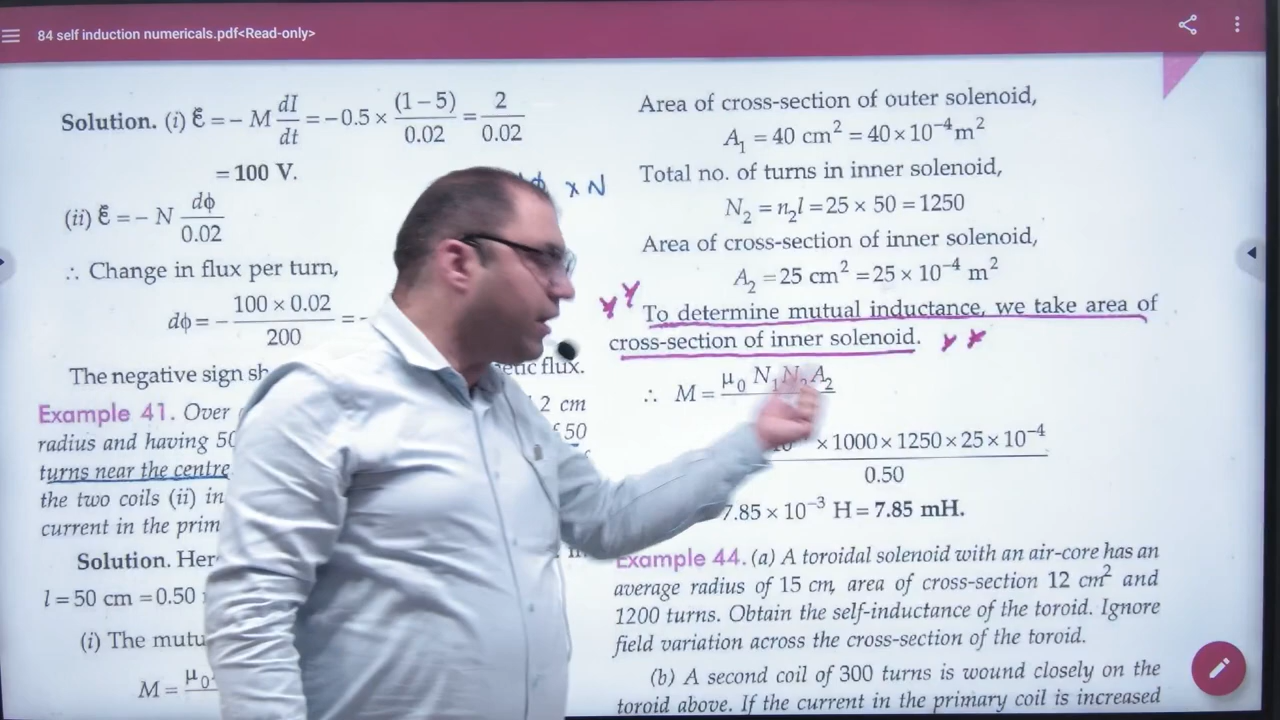 84 self induction numericals.pdf<Read-only>
Solution. (i) ℰ = − M dI/dt = −0.5 × (1 − 5)/0.02 = 2/0.02
= 100 V.
× N
(ii) ℰ = − N dϕ/0.02
∴ Change in flux per turn,
dϕ = − 100 × 0.02/200 = -
The negative sign sh
etic flux.
Example 41. Over
2 cm
radius and having 50
50
turns near the centre
the two coils (ii) in
current in the prim
Solution. Her
l = 50 cm = 0.50
(i) The mutu
M = μ0
Area of cross-section of outer solenoid,
A1 = 40 cm² = 40 × 10⁻⁴ m²
Total no. of turns in inner solenoid,
N2 = n2l = 25 × 50 = 1250
Area of cross-section of inner solenoid,
A2 = 25 cm² = 25 × 10⁻⁴ m²
To determine mutual inductance, we take area of
cross-section of inner solenoid.
∴ M = μ0 N1 N2 A2
× 1000 × 1250 × 25 × 10⁻⁴
0.50
7.85 × 10⁻³ H = 7.85 mH.
Example 44. (a) A toroidal solenoid with an air-core has an
average radius of 15 cm, area of cross-section 12 cm² and
1200 turns. Obtain the self-inductance of the toroid. Ignore
field variation across the cross-section of the toroid.
(b) A second coil of 300 turns is wound closely on the
toroid above. If the current in the primary coil is increased